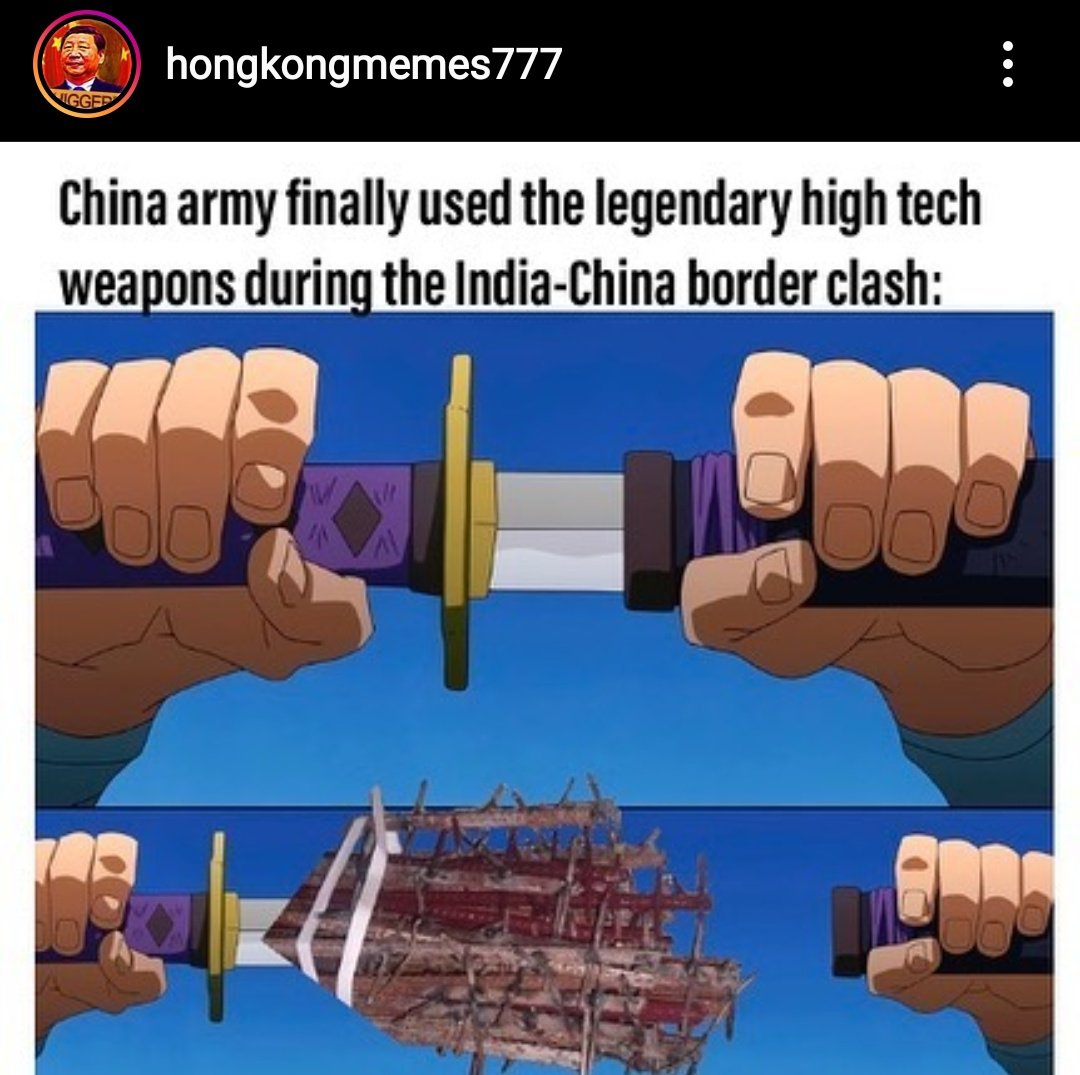 hongkongmemes777
China army finally used the legendary high tech
weapons during the India-China border clash: